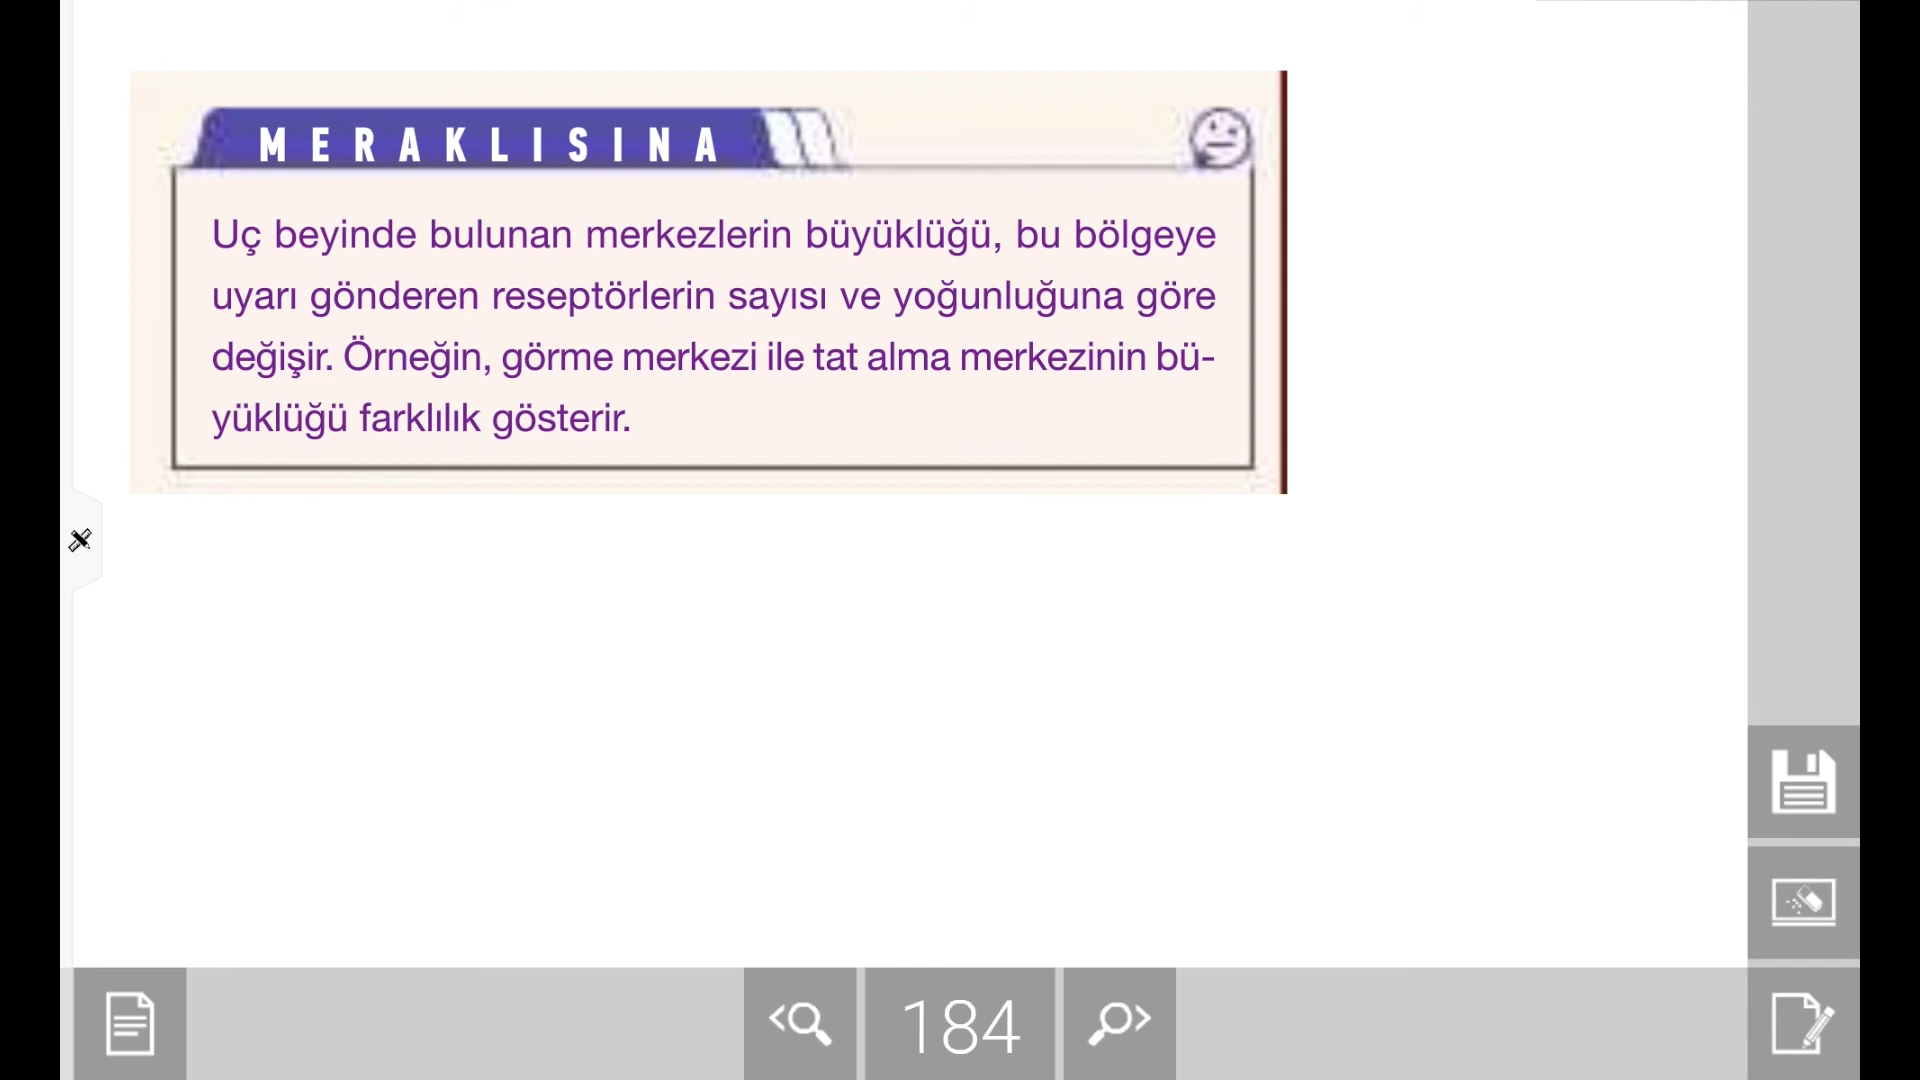 MERAKLISINA
Uç beyinde bulunan merkezlerin büyüklüğü, bu bölgeye
uyarı gönderen reseptörlerin sayısı ve yoğunluğuna göre
değişir. Örneğin, görme merkezi ile tat alma merkezinin bü-
yüklüğü farklılık gösterir.
184